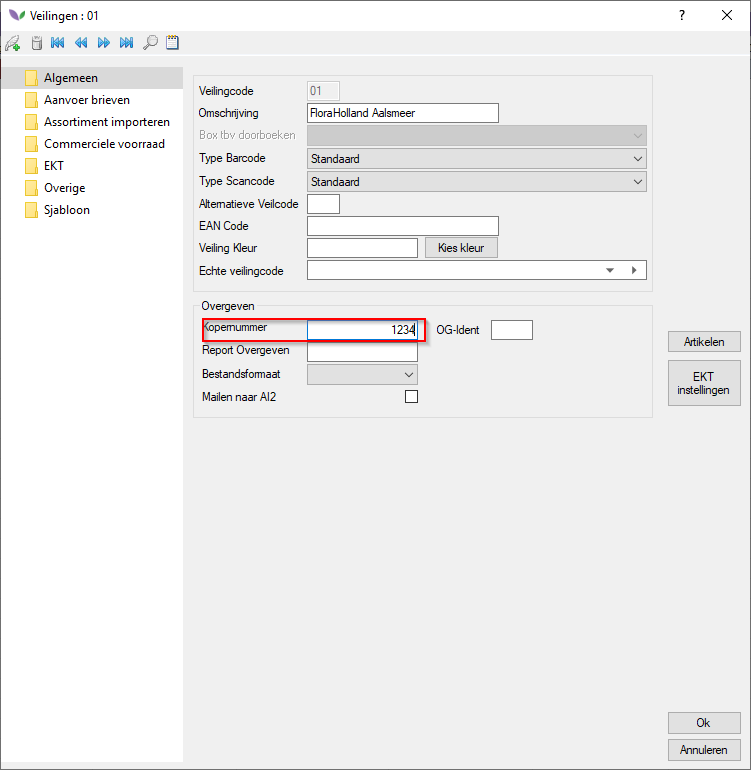 Veilingen : 01
?
Algemeen
Aanvoer brieven
Assortiment importeren
Commerciele voorraad
EKT
Overige
Sjabloon
Veilingcode 01
Omschrijving FloraHolland Aalsmeer
Box tbv doorboeken
Type Barcode Standaard
Type Scancode Standaard
Alternatieve Veilcode
EAN Code
Veiling Kleur Kies kleur
Echte veilingcode
Overgeven
Kopernummer 1234 OG-Ident
Report Overgeven
Bestandsformaat
Mailen naar AI2
Artikelen
EKT
instellingen
Ok
Annuleren